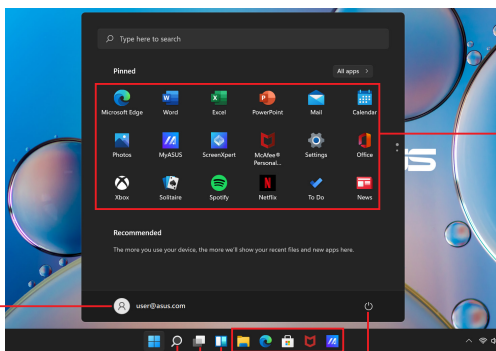 Type here to search
Pinned
All apps >
Microsoft Edge
Word
Excel
PowerPoint
Mail
Calendar
Photos
MyASUS
ScreenXpert
McAfee®
Personal...
Settings
Office
Xbox
Solitaire
Spotify
Netflix
To Do
News
Recommended
The more you use your device, the more we'll show your recent files and new apps here.
user@asus.com